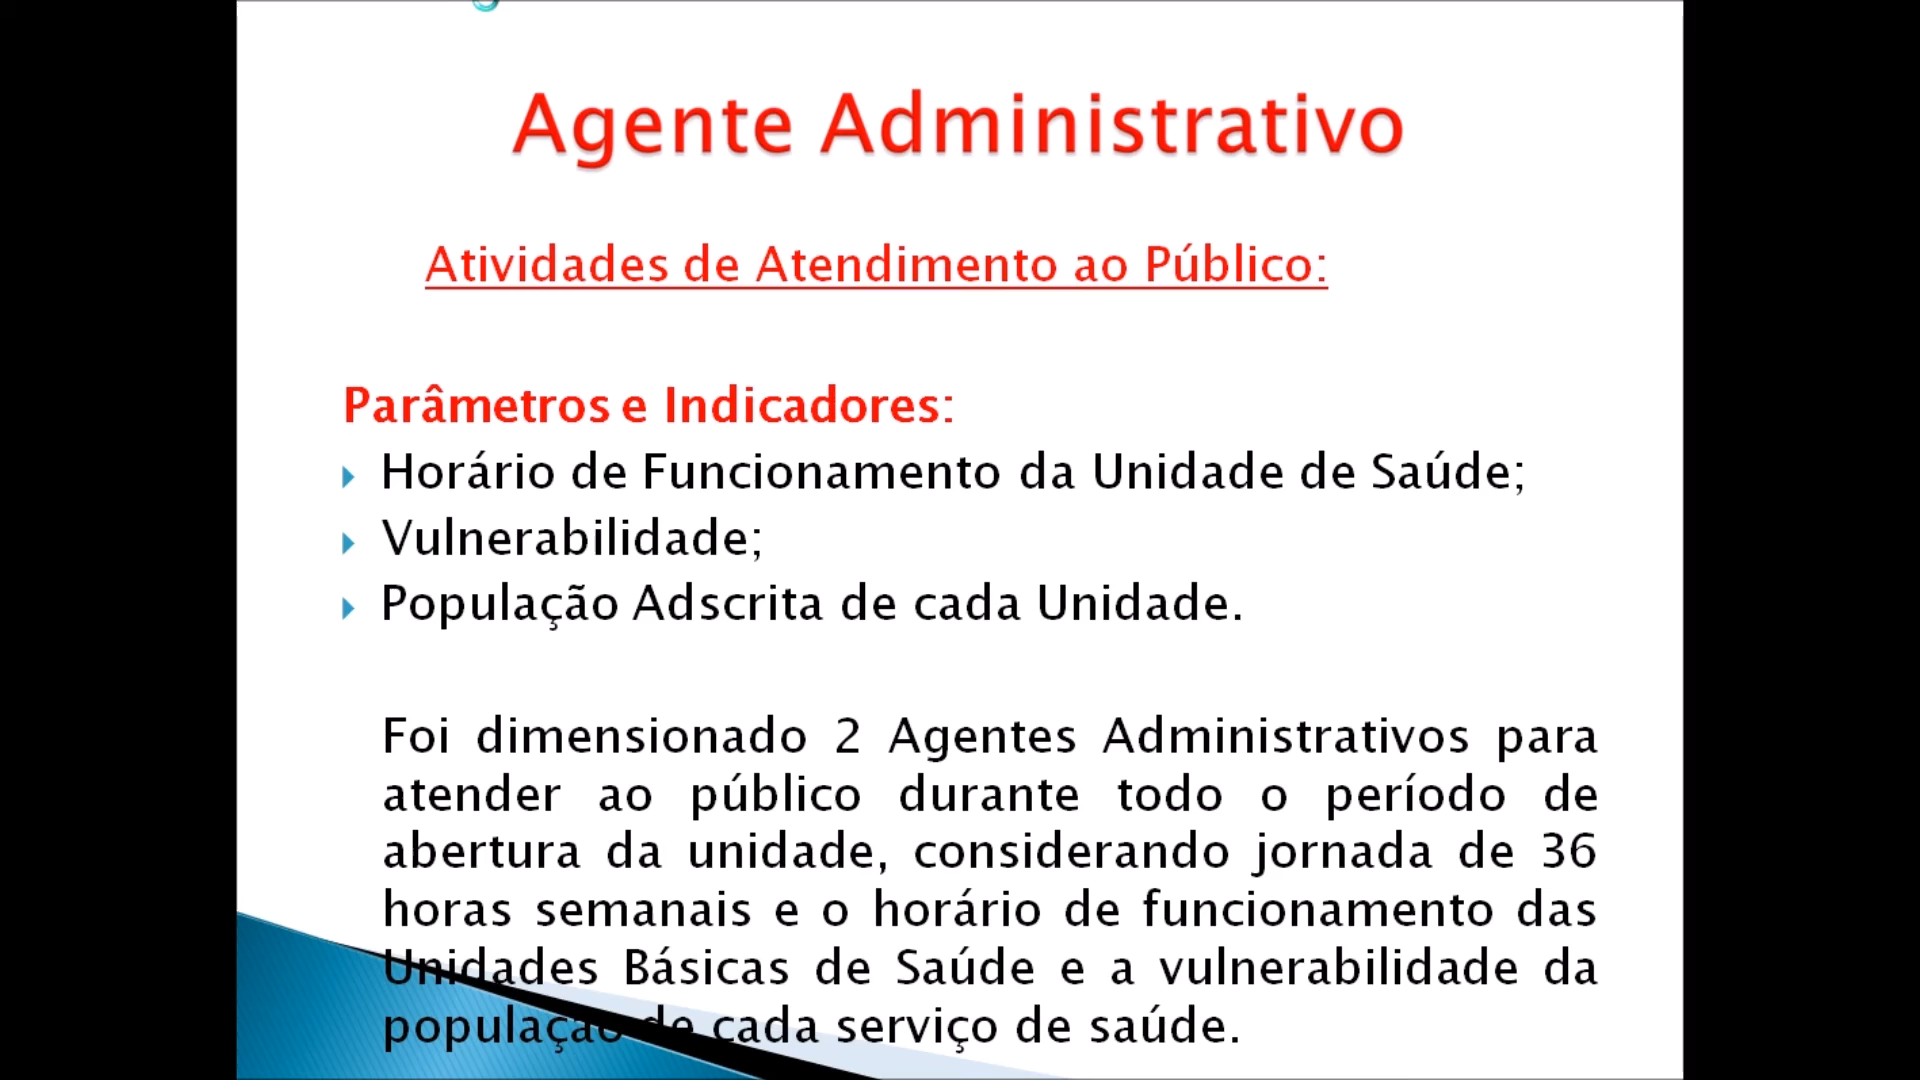 Agente Administrativo
Atividades de Atendimento ao Público:
Parâmetros e Indicadores:
Horário de Funcionamento da Unidade de Saúde;
Vulnerabilidade;
População Adscrita de cada Unidade.
Foi dimensionado 2 Agentes Administrativos para
atender ao público durante todo o período de
abertura da unidade, considerando jornada de 36
horas semanais e o horário de funcionamento das
Unidades Básicas de Saúde e a vulnerabilidade da
população de cada serviço de saúde.